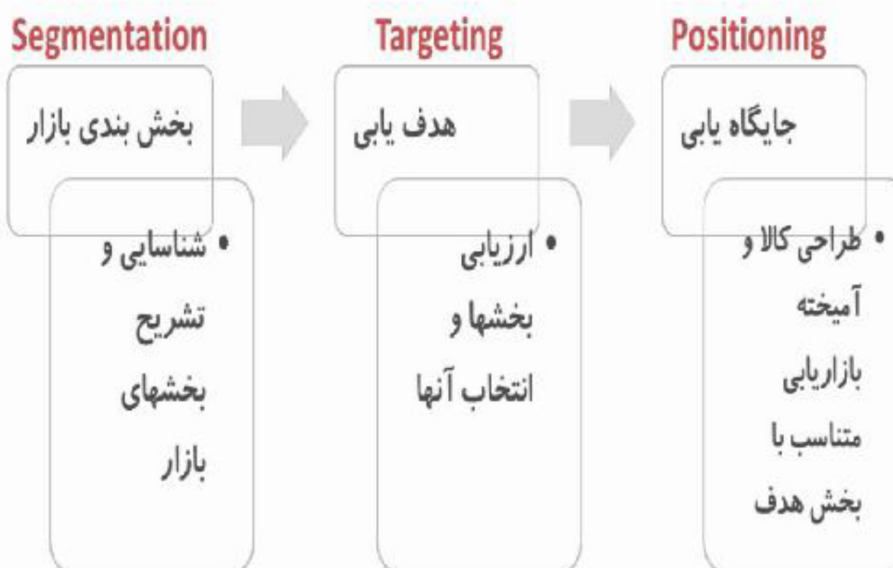 Segmentation
بخش بندی بازار
• شناسایی و
تشریح
بخشهای
بازار
Targeting
هدف یابی
• ارزیابی
بخشها و
انتخاب آنها
Positioning
جایگاه یابی
• طراحی کالا و
آمیخته
بازاریابی
متناسب با
بخش هدف